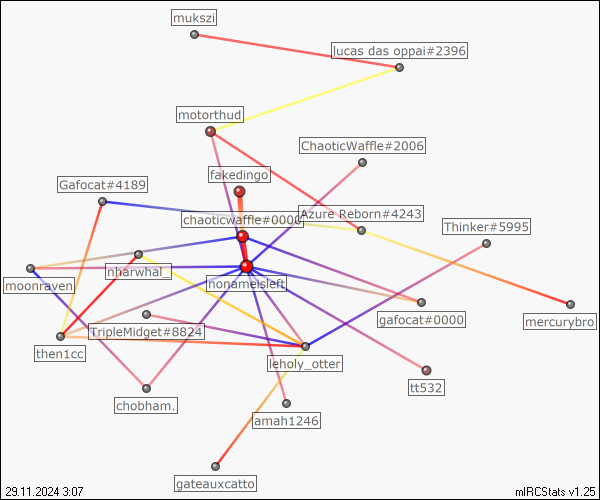 mukszi
lucas das oppai#2396
motorthud
ChaoticWaffle#2006
fakedingo
Gafocat#4189
chaoticwaffle#0000
Azure Reborn#4243
Thinker#5995
nharwhal_
moonraven
nonameisleft
gafocat#0000
mercurybro
TripleMidget#8824
then1cc
leholy_otter
tt532
chobham.
amah1246
gateauxcatto
29.11.2024 3:07
mIRCStats v1.25